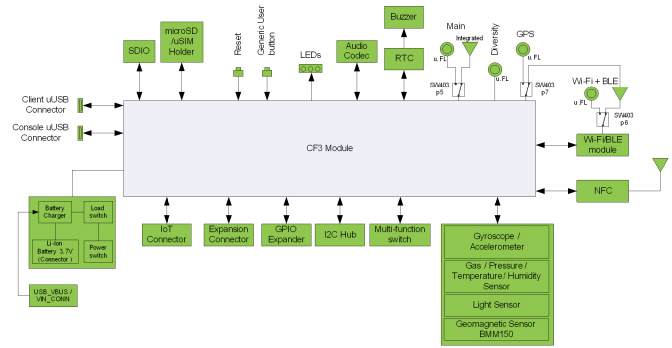 Buzzer
Main
Integrated
u.FL
SW403
p5
Diversity
u.FL
GPS
u.FL
SW403
p7
Wi-Fi + BLE
u.FL
SW403
p6
microSD
/uSIM
Holder
SDIO
Reset
Generic User
button
LEDs
Audio
Codec
RTC
Client uUSB
Connector
Console uUSB
Connector
CF3 Module
Wi-Fi/BLE
module
NFC
Battery
Charger
Load
switch
Li-ion
Battery 3.7V
(Connector )
Power
switch
USB_VBUS /
VIN_CONN
IoT
Connector
Expansion
Connector
GPIO
Expander
I2C Hub
Multi-function
switch
Gyroscope /
Accelerometer
Gas / Pressure /
Temperature / Humidity
Sensor
Light Sensor
Geomagnetic Sensor
BMM150